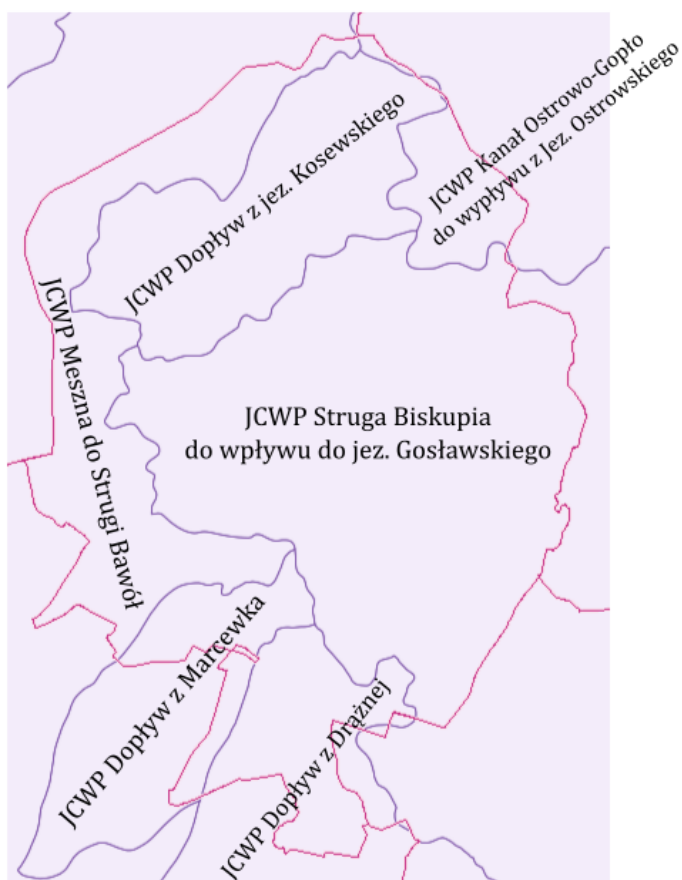 JCWP Kanał Ostrowo-Gopło
do wypływu z Jez. Ostrowskiego
JCWP Dopływ z jez. Kosewskiego
JCWP Meszna do Strugi Bawół
JCWP Struga Biskupia
do wpływu do jez. Gosławskiego
JCWP Dopływ z Marcewka
JCWP Dopływ z Drążnej